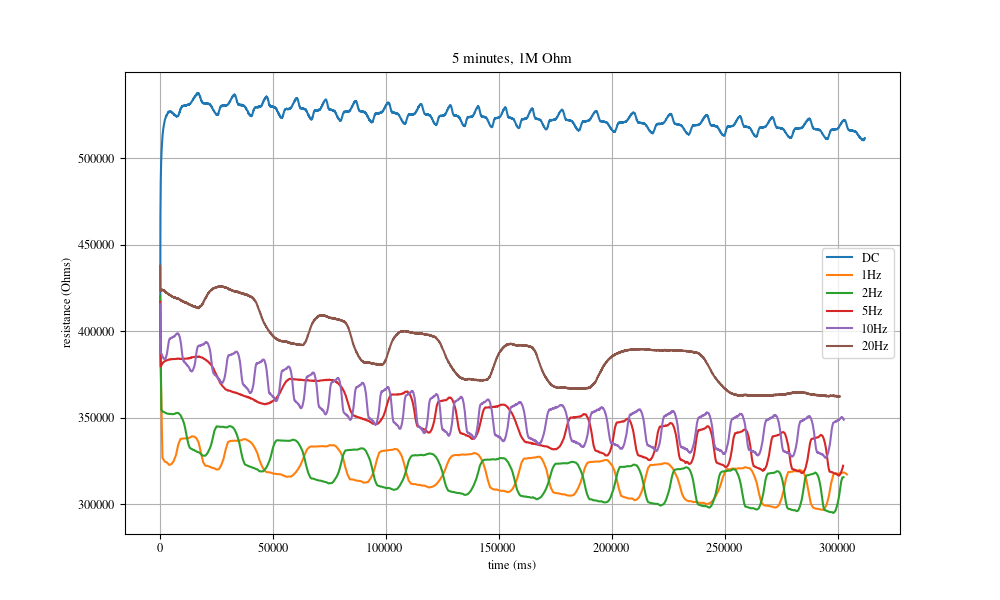 5 minutes, 1M Ohm
resistance (Ohms)
500000
450000
400000
350000
300000
DC
1Hz
2Hz
5Hz
10Hz
20Hz
0 50000 100000 150000 200000 250000 300000
time (ms)